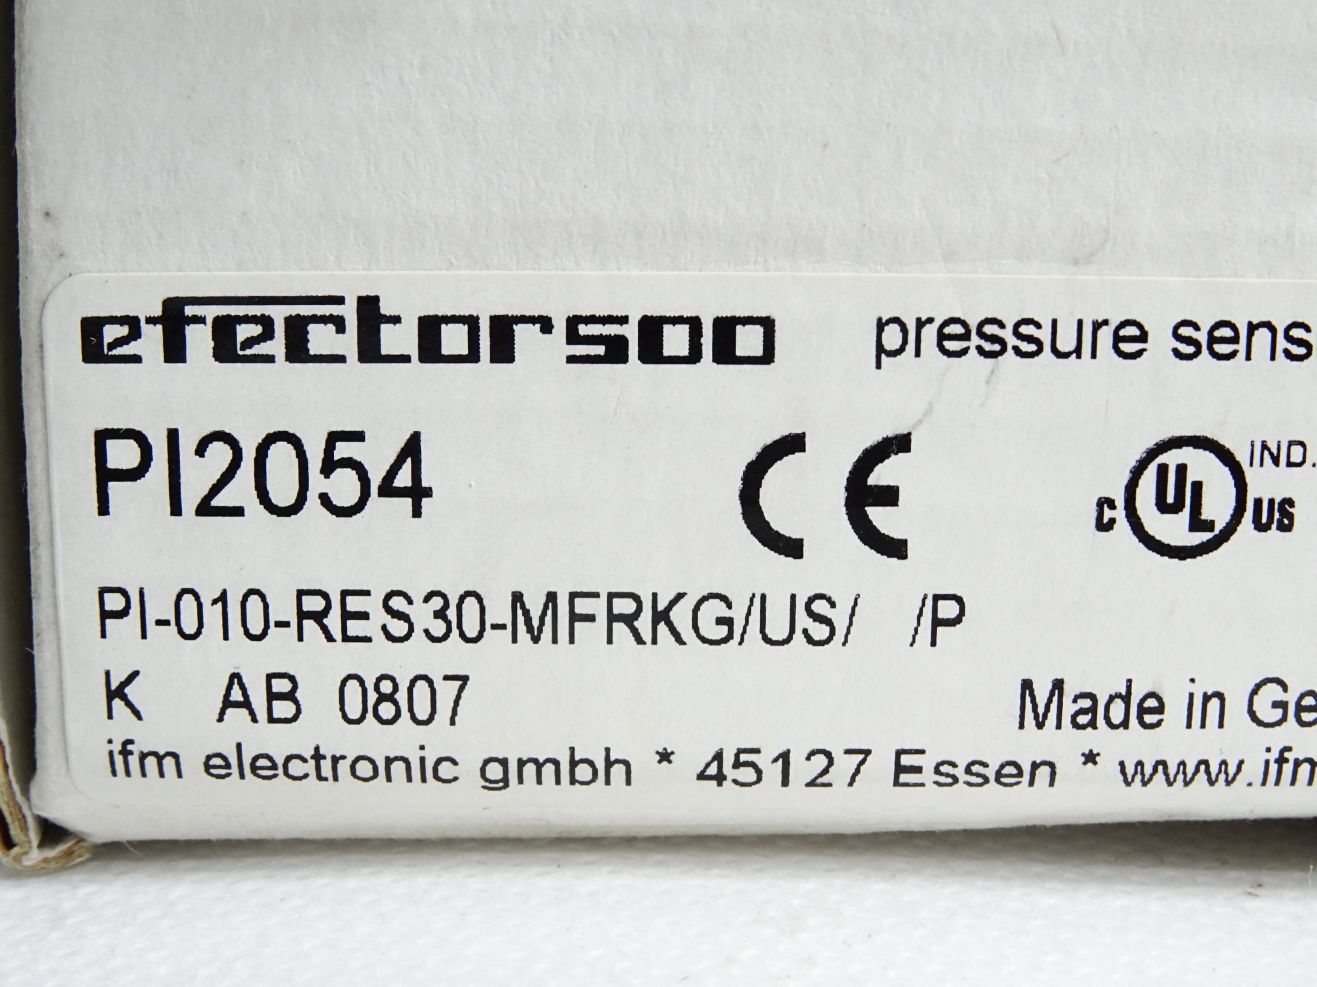 efector500 pressure sens
PI2054 CE C UL US IND.
PI-010-RES30-MFRKG/US/ /P
K AB 0807 Made in Ge
ifm electronic gmbh * 45127 Essen * www.ifm